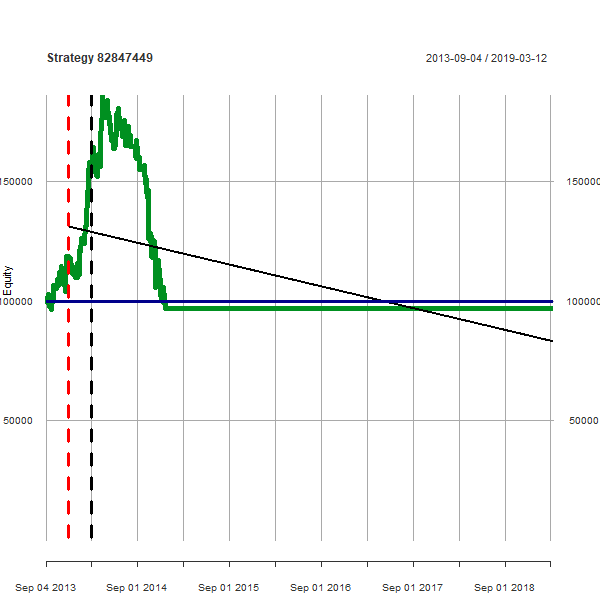 Strategy 82847449
2013-09-04 / 2019-03-12
150000
150000
Equity
100000
100000
50000
50000
Sep 04 2013
Sep 01 2014
Sep 01 2015
Sep 01 2016
Sep 01 2017
Sep 01 2018